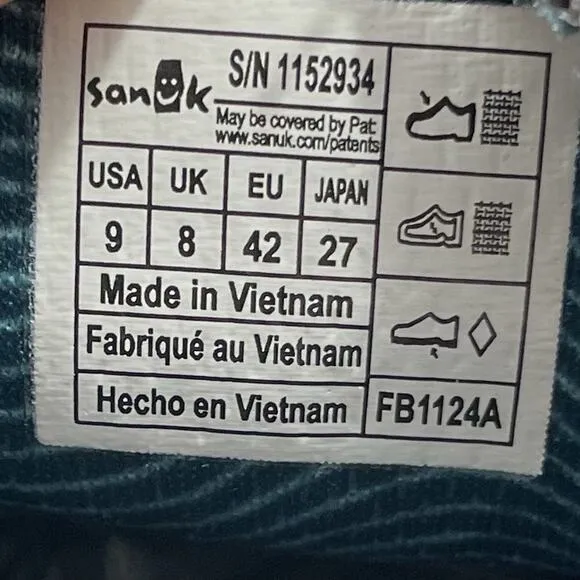 sanuk
S/N 1152934
May be covered by Pat
www.sanuk.com/patents
USA UK EU JAPAN
9 8 42 27
Made in Vietnam
Fabriqué au Vietnam
Hecho en Vietnam
FB1124A